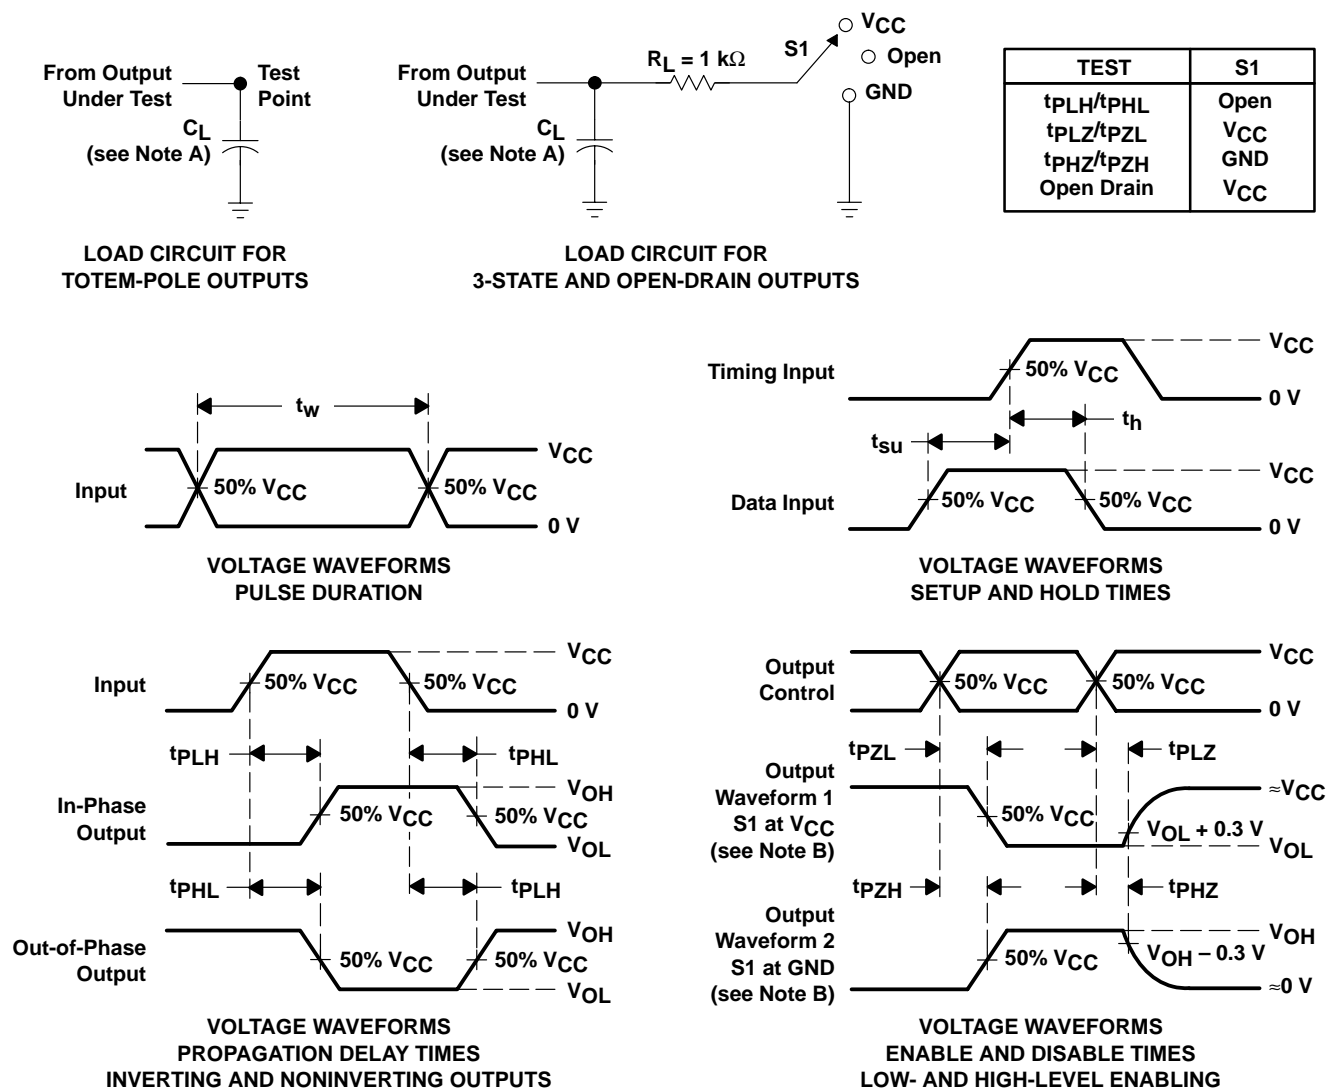 From Output
Under Test
Test
Point
CL
(see Note A)
LOAD CIRCUIT FOR
TOTEM-POLE OUTPUTS
From Output
Under Test
CL
(see Note A)
RL = 1 kΩ
S1
VCC
Open
GND
LOAD CIRCUIT FOR
3-STATE AND OPEN-DRAIN OUTPUTS
TEST S1
tPLH/tPHL Open
tPLZ/tPZL VCC
tPHZ/tPZH GND
Open Drain VCC
tw
Input
VCC
50% VCC
50% VCC
0 V
VOLTAGE WAVEFORMS
PULSE DURATION
Timing Input
VCC
50% VCC
0 V
th
tsu
Data Input
VCC
50% VCC
50% VCC
0 V
VOLTAGE WAVEFORMS
SETUP AND HOLD TIMES
Input
VCC
50% VCC
50% VCC
0 V
tPLH
tPHL
In-Phase
Output
VOH
50% VCC
50% VCC
VOL
tPHL
tPLH
Out-of-Phase
Output
VOH
50% VCC
50% VCC
VOL
VOLTAGE WAVEFORMS
PROPAGATION DELAY TIMES
INVERTING AND NONINVERTING OUTPUTS
Output
Control
VCC
50% VCC
50% VCC
0 V
tPZL
tPLZ
Output
Waveform 1
S1 at VCC
(see Note B)
≈VCC
50% VCC
VOL + 0.3 V
VOL
tPZH
tPHZ
Output
Waveform 2
S1 at GND
(see Note B)
VOH
50% VCC
VOH − 0.3 V
≈0 V
VOLTAGE WAVEFORMS
ENABLE AND DISABLE TIMES
LOW- AND HIGH-LEVEL ENABLING